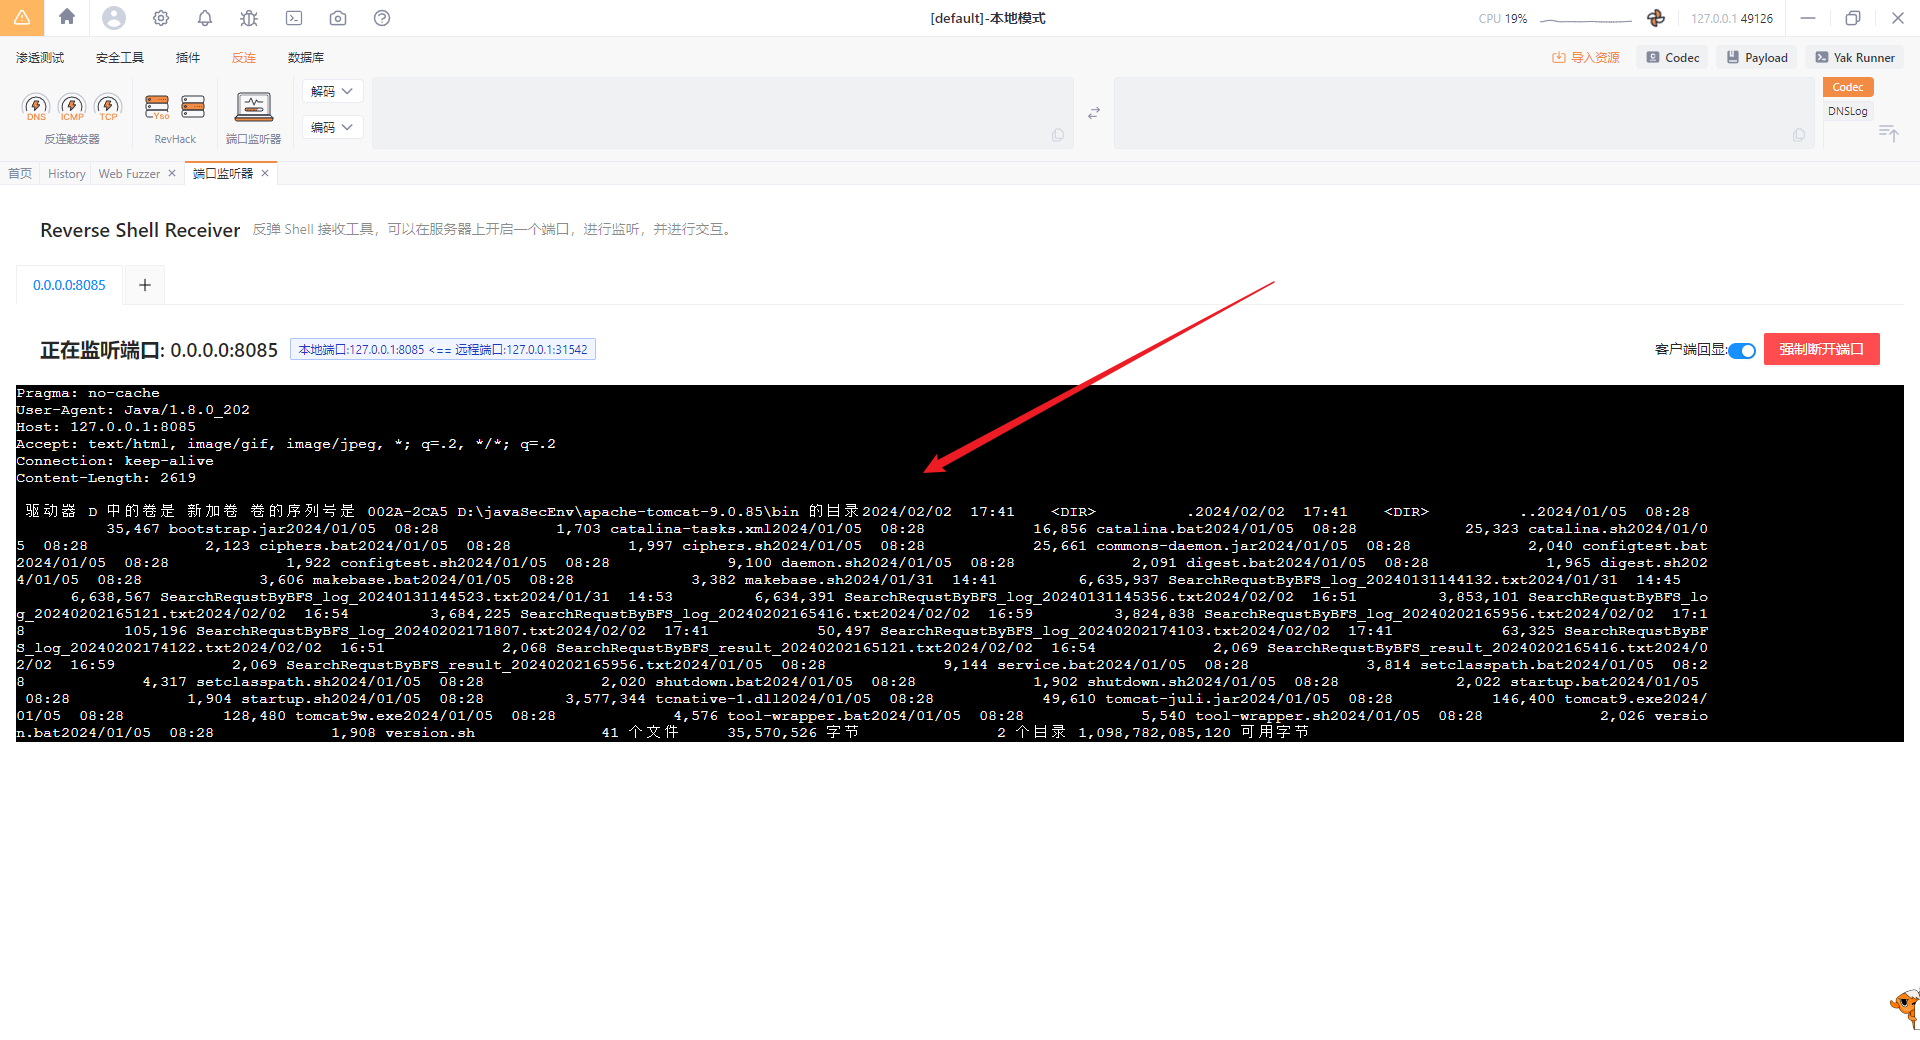 [default]-本地模式
CPU 19%
127.0.0.1 49126
渗透测试 安全工具 插件 反连 数据库
导入资源 Codec Payload Yak Runner
DNS ICMP TCP
反连触发器
Yso
RevHack
端口监听器
解码
编码
Codec
DNSLog
首页 History Web Fuzzer 端口监听器
Reverse Shell Receiver 反弹 Shell 接收工具，可以在服务器上开启一个端口，进行监听，并进行交互。
0.0.0.0:8085 +
正在监听端口: 0.0.0.0:8085 本地端口:127.0.0.1:8085 <== 远程端口:127.0.0.1:31542
客户端回显: 强制断开端口
Pragma: no-cache
User-Agent: Java/1.8.0_202
Host: 127.0.0.1:8085
Accept: text/html, image/gif, image/jpeg, *; q=.2, */*; q=.2
Connection: keep-alive
Content-Length: 2619
驱动器 D 中的卷是 新加卷 卷的序列号是 002A-2CA5 D:\javaSecEnv\apache-tomcat-9.0.85\bin 的目录2024/02/02 17:41 <DIR> .2024/02/02 17:41 <DIR> ..2024/01/05 08:28
35,467 bootstrap.jar2024/01/05 08:28 1,703 catalina-tasks.xml2024/01/05 08:28 16,856 catalina.bat2024/01/05 08:28 25,323 catalina.sh2024/01/0
5 08:28 2,123 ciphers.bat2024/01/05 08:28 1,997 ciphers.sh2024/01/05 08:28 25,661 commons-daemon.jar2024/01/05 08:28 2,040 configtest.bat
2024/01/05 08:28 1,922 configtest.sh2024/01/05 08:28 9,100 daemon.sh2024/01/05 08:28 2,091 digest.bat2024/01/05 08:28 1,965 digest.sh202
4/01/05 08:28 3,606 makebase.bat2024/01/05 08:28 3,382 makebase.sh2024/01/31 14:41 6,635,937 SearchRequstByBFS_log_20240131144132.txt2024/01/31 14:45
6,638,567 SearchRequstByBFS_log_20240131144523.txt2024/01/31 14:53 6,634,391 SearchRequstByBFS_log_20240131145356.txt2024/02/02 16:51 3,853,101 SearchRequstByBFS_lo
g_20240202165121.txt2024/02/02 16:54 3,684,225 SearchRequstByBFS_log_20240202165416.txt2024/02/02 16:59 3,824,838 SearchRequstByBFS_log_20240202165956.txt2024/02/02 17:1
8 105,196 SearchRequstByBFS_log_20240202171807.txt2024/02/02 17:41 50,497 SearchRequstByBFS_log_20240202174103.txt2024/02/02 17:41 63,325 SearchRequstByBF
S_log_20240202174122.txt2024/02/02 16:51 2,068 SearchRequstByBFS_result_20240202165121.txt2024/02/02 16:54 2,069 SearchRequstByBFS_result_20240202165416.txt2024/0
2/02 16:59 2,069 SearchRequstByBFS_result_20240202165956.txt2024/01/05 08:28 9,144 service.bat2024/01/05 08:28 3,814 setclasspath.bat2024/01/05 08:2
8 4,317 setclasspath.sh2024/01/05 08:28 2,020 shutdown.bat2024/01/05 08:28 1,902 shutdown.sh2024/01/05 08:28 2,022 startup.bat2024/01/05
08:28 1,904 startup.sh2024/01/05 08:28 3,577,344 tcnative-1.dll2024/01/05 08:28 49,610 tomcat-juli.jar2024/01/05 08:28 146,400 tomcat9.exe2024/
01/05 08:28 128,480 tomcat9w.exe2024/01/05 08:28 4,576 tool-wrapper.bat2024/01/05 08:28 5,540 tool-wrapper.sh2024/01/05 08:28 2,026 versio
n.bat2024/01/05 08:28 1,908 version.sh 41 个文件 35,570,526 字节 2 个目录 1,098,782,085,120 可用字节